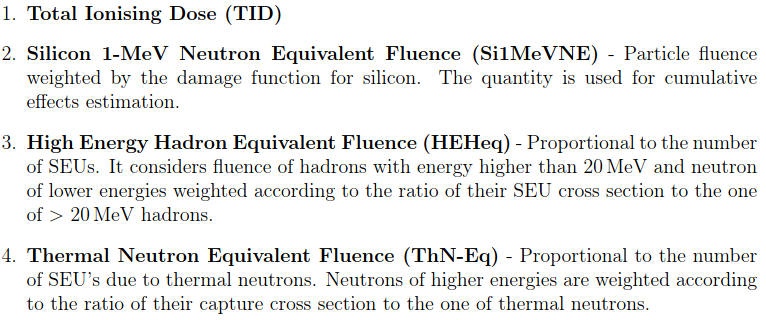 1. Total Ionising Dose (TID)
2. Silicon 1-MeV Neutron Equivalent Fluence (Si1MeVNE) - Particle fluence
weighted by the damage function for silicon. The quantity is used for cumulative
effects estimation.
3. High Energy Hadron Equivalent Fluence (HEHeq) - Proportional to the number
of SEUs. It considers fluence of hadrons with energy higher than 20 MeV and neutron
of lower energies weighted according to the ratio of their SEU cross section to the one
of > 20 MeV hadrons.
4. Thermal Neutron Equivalent Fluence (ThN-Eq) - Proportional to the number
of SEU's due to thermal neutrons. Neutrons of higher energies are weighted according
to the ratio of their capture cross section to the one of thermal neutrons.